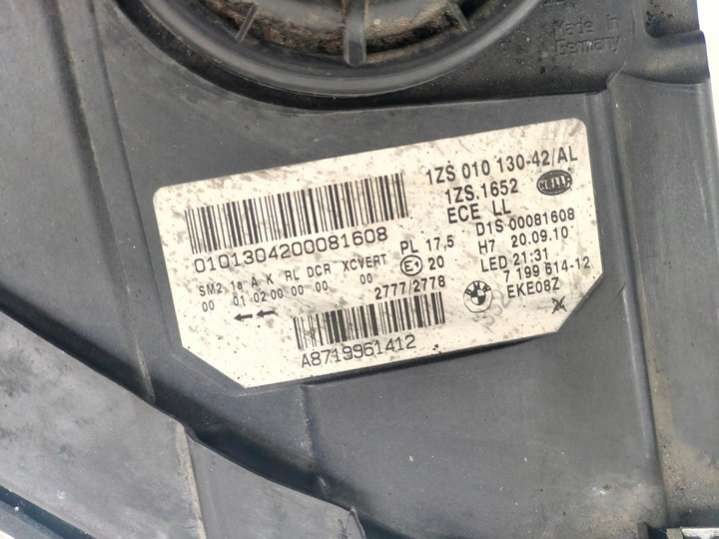 Made In
Germany
1ZS 010 130-42/AL
1ZS.1652
ECE LL
HELLA
0101304200081608
D1S 00081608
PL 17,5
H7 20.09.10
SM2 18 A K RL DCR XCVERT
E1 20
LED 21:31
00 01 02 00 00 00 00
2777/2778
7 199 614-12
EKE08Z
A8719961412